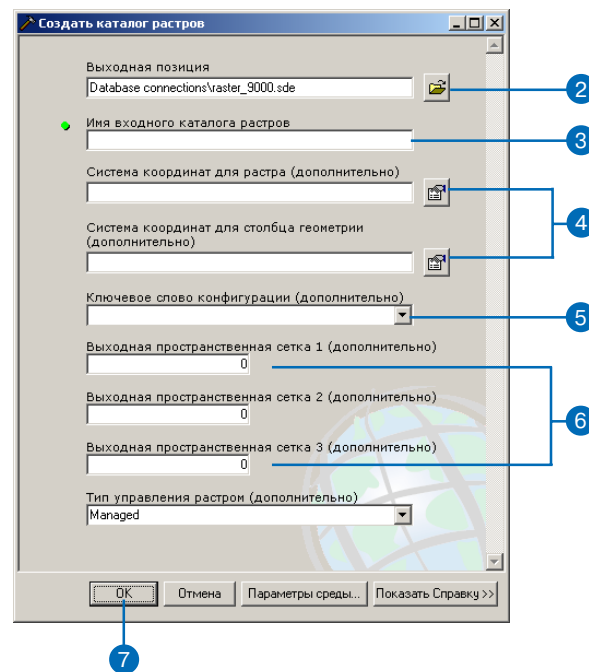 Создать каталог растров
Выходная позиция
Database connections\raster_9000.sde
2
Имя входного каталога растров
3
Система координат для растра (дополнительно)
4
Система координат для столбца геометрии
(дополнительно)
Ключевое слово конфигурации (дополнительно)
5
Выходная пространственная сетка 1 (дополнительно)
0
Выходная пространственная сетка 2 (дополнительно)
0
6
Выходная пространственная сетка 3 (дополнительно)
0
Тип управления растром (дополнительно)
Managed
OK Отмена Параметры среды... Показать Справку >>
7